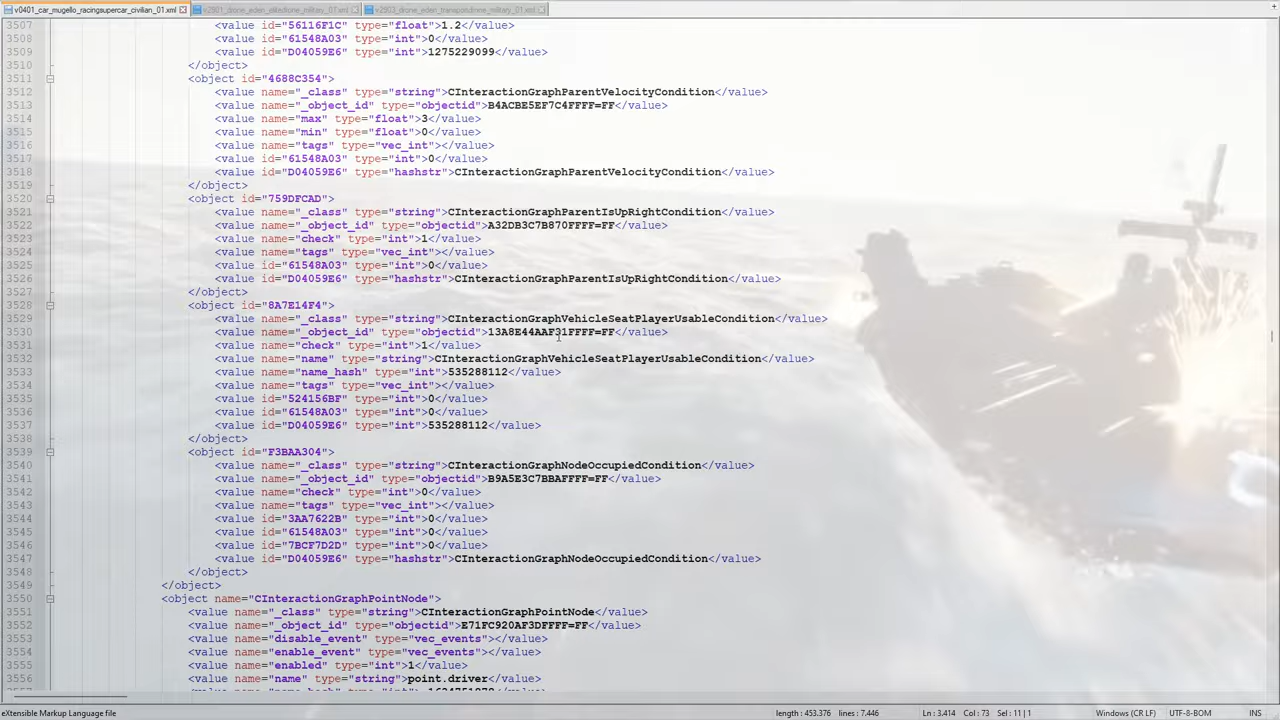 v0401_car_mugello_racingsupercar_civilian_01.xml v2801_drone_eden_elitedrone_military_01.xml v2803_drone_eden_transportdrone_military_01.xml
3507 <value id="56116F1C" type="float">1.2</value>
3508 <value id="61548A03" type="int">0</value>
3509 <value id="D04059E6" type="int">1275229099</value>
3510 </object>
3511 <object id="4688C354">
3512 <value name="_class" type="string">CInteractionGraphParentVelocityCondition</value>
3513 <value name="_object_id" type="objectid">B4ACBE5EF7C4FFFF=FF</value>
3514 <value name="max" type="float">3</value>
3515 <value name="min" type="float">0</value>
3516 <value name="tags" type="vec_int"></value>
3517 <value id="61548A03" type="int">0</value>
3518 <value id="D04059E6" type="hashstr">CInteractionGraphParentVelocityCondition</value>
3519 </object>
3520 <object id="759DFCAD">
3521 <value name="_class" type="string">CInteractionGraphParentIsUpRightCondition</value>
3522 <value name="_object_id" type="objectid">A32DB3C7B870FFFF=FF</value>
3523 <value name="check" type="int">1</value>
3524 <value name="tags" type="vec_int"></value>
3525 <value id="61548A03" type="int">0</value>
3526 <value id="D04059E6" type="hashstr">CInteractionGraphParentIsUpRightCondition</value>
3527 </object>
3528 <object id="8A7E14F4">
3529 <value name="_class" type="string">CInteractionGraphVehicleSeatPlayerUsableCondition</value>
3530 <value name="_object_id" type="objectid">13A8E44AAF31FFFF=FF</value>
3531 <value name="check" type="int">1</value>
3532 <value name="name" type="string">CInteractionGraphVehicleSeatPlayerUsableCondition</value>
3533 <value name="name_hash" type="int">535288112</value>
3534 <value name="tags" type="vec_int"></value>
3535 <value id="524156BF" type="int">0</value>
3536 <value id="61548A03" type="int">0</value>
3537 <value id="D04059E6" type="int">535288112</value>
3538 </object>
3539 <object id="F3BAA304">
3540 <value name="_class" type="string">CInteractionGraphNodeOccupiedCondition</value>
3541 <value name="_object_id" type="objectid">B9A5E3C7BBAFFFF=FF</value>
3542 <value name="check" type="int">0</value>
3543 <value name="tags" type="vec_int"></value>
3544 <value id="3AA7622B" type="int">0</value>
3545 <value id="61548A03" type="int">0</value>
3546 <value id="7BCF7D2D" type="int">0</value>
3547 <value id="D04059E6" type="hashstr">CInteractionGraphNodeOccupiedCondition</value>
3548 </object>
3549 </object>
3550 <object name="CInteractionGraphPointNode">
3551 <value name="_class" type="string">CInteractionGraphPointNode</value>
3552 <value name="_object_id" type="objectid">E71FC920AF3DFFFF=FF</value>
3553 <value name="disable_event" type="vec_events"></value>
3554 <value name="enable_event" type="vec_events"></value>
3555 <value name="enabled" type="int">1</value>
3556 <value name="name" type="string">point.driver</value>
eXtensible Markup Language file length : 453.376 lines : 7.446 Ln : 3.414 Col : 73 Sel : 11 | 1 Windows (CR LF) UTF-8-BOM INS